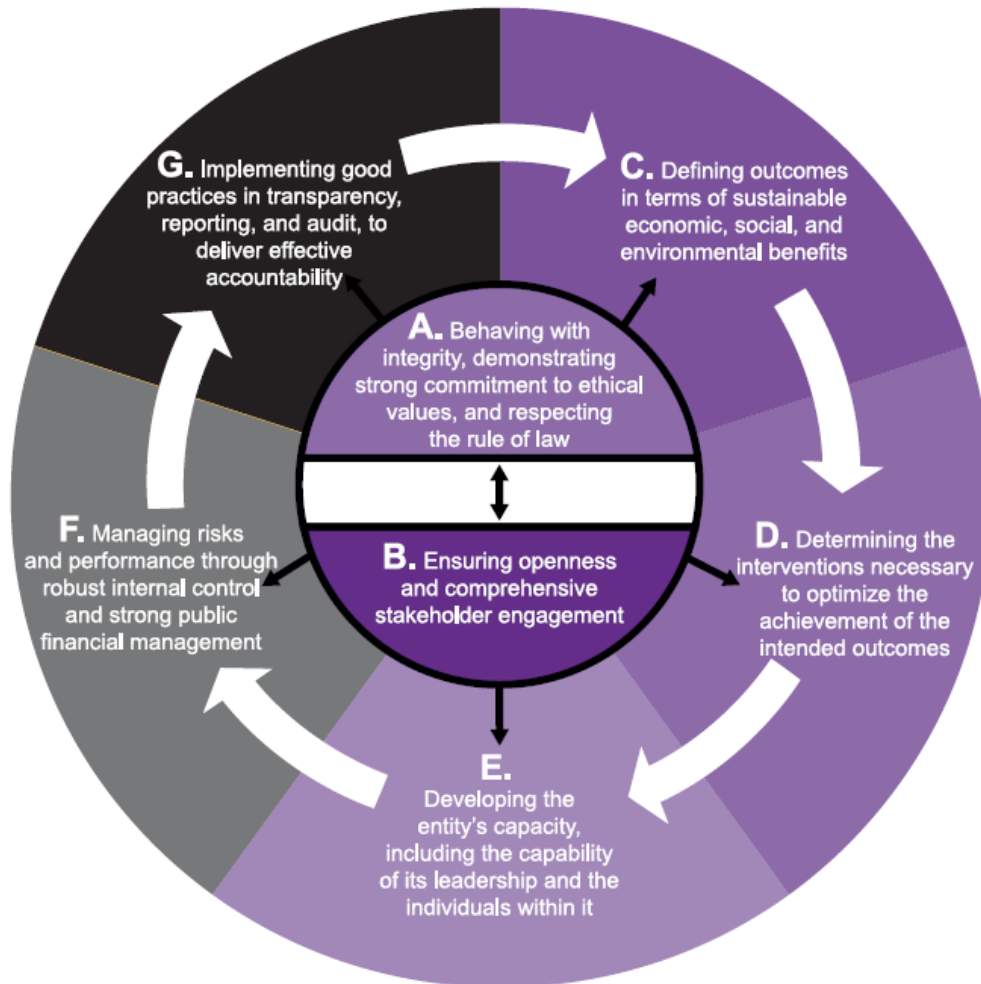 G. Implementing good
practices in transparency,
reporting, and audit, to
deliver effective
accountability
C. Defining outcomes
in terms of sustainable
economic, social, and
environmental benefits
A. Behaving with
integrity, demonstrating
strong commitment to ethical
values, and respecting
the rule of law
B. Ensuring openness
and comprehensive
stakeholder engagement
D. Determining the
interventions necessary
to optimize the
achievement of the
intended outcomes
E.
Developing the
entity's capacity,
including the capability
of its leadership and the
individuals within it
F. Managing risks
and performance through
robust internal control
and strong public
financial management